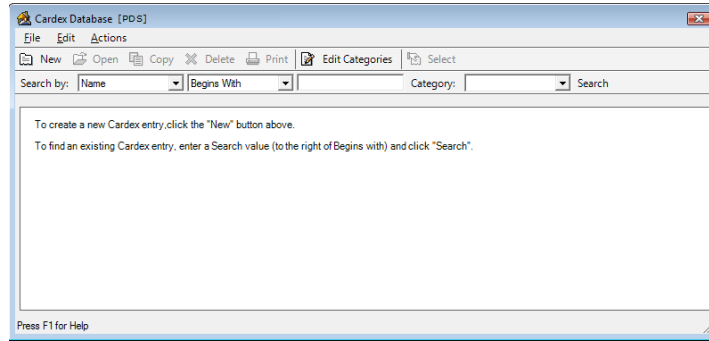 Cardex Database [PDS]
File Edit Actions
New Open Copy Delete Print Edit Categories Select
Search by: Name Begins With Category: Search
To create a new Cardex entry,click the "New" button above.
To find an existing Cardex entry, enter a Search value (to the right of Begins with) and click "Search".
Press F1 for Help